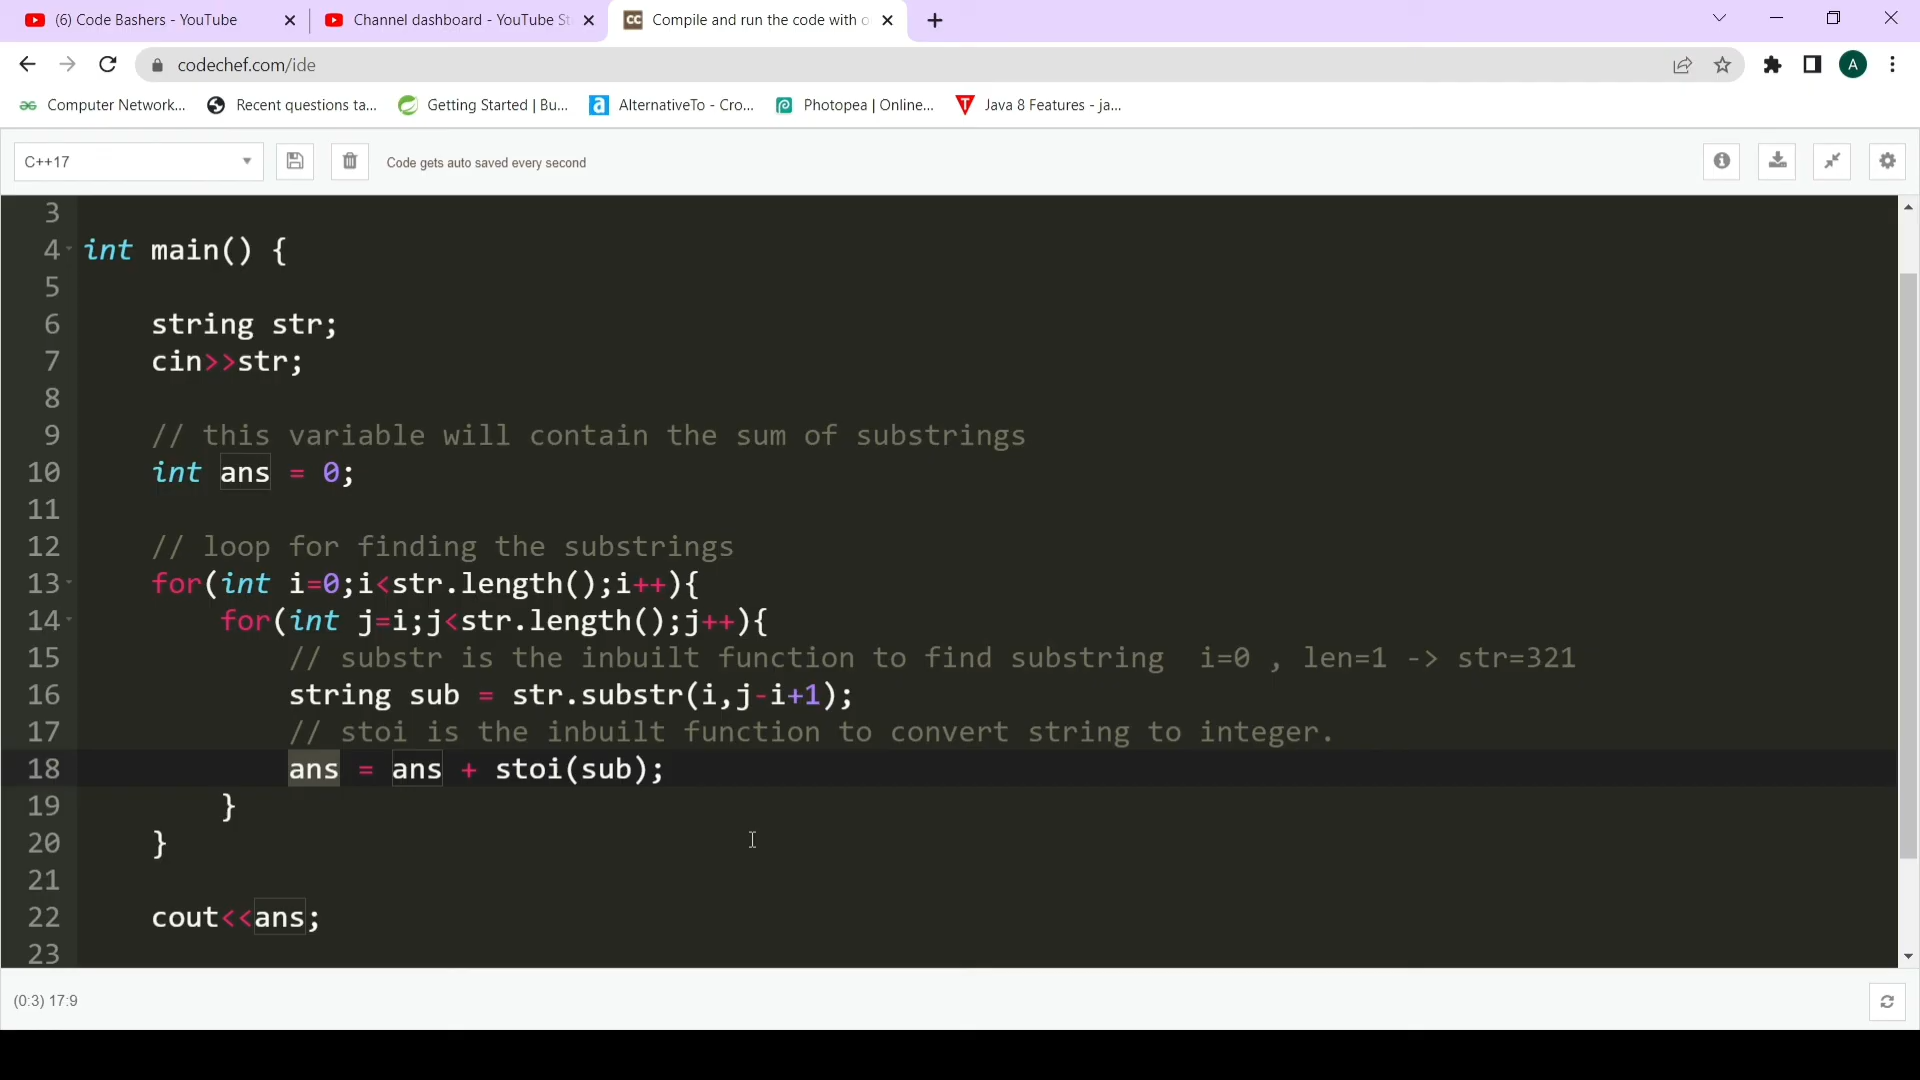 (6) Code Bashers - YouTube
Channel dashboard - YouTube St
CC Compile and run the code with o
codechef.com/ide
A
Computer Network...
Recent questions ta...
Getting Started | Bu...
a AlternativeTo - Cro...
Photopea | Online...
T Java 8 Features - ja...
C++17
Code gets auto saved every second
3
4 int main() {
5
6 string str;
7 cin>>str;
8
9 // this variable will contain the sum of substrings
10 int ans = 0;
11
12 // loop for finding the substrings
13 for(int i=0;i<str.length();i++){
14 for(int j=i;j<str.length();j++){
15 // substr is the inbuilt function to find substring i=0 , len=1 -> str=321
16 string sub = str.substr(i,j-i+1);
17 // stoi is the inbuilt function to convert string to integer.
18 ans = ans + stoi(sub);
19 }
20 }
21
22 cout<<ans;
23
(0:3) 17:9